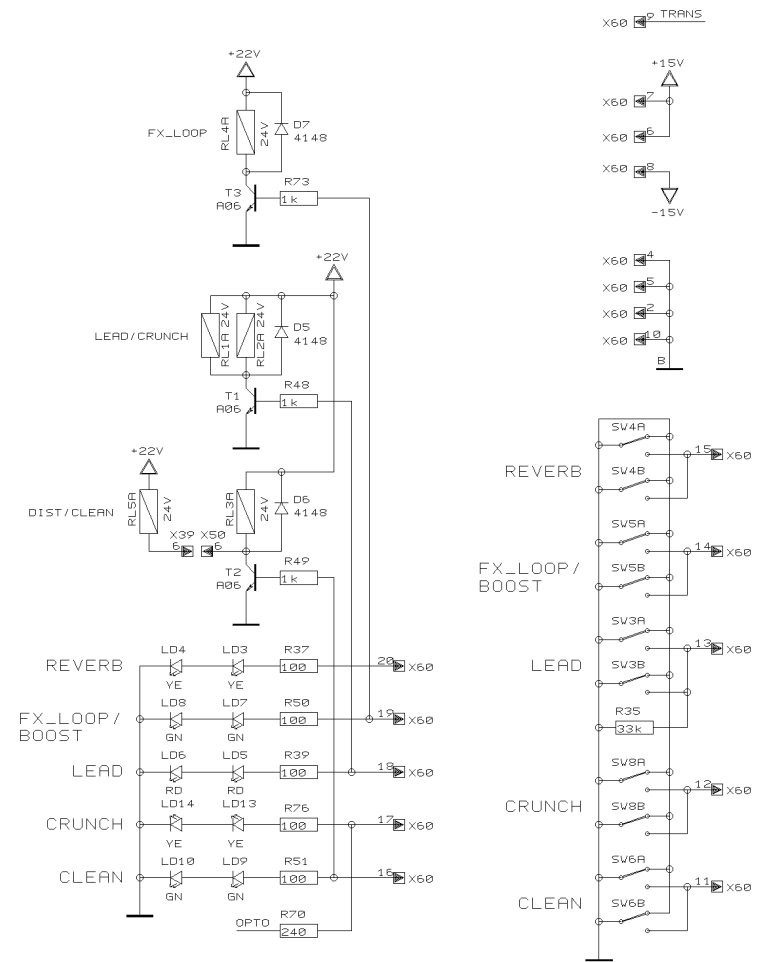 X60 9 TRANS
+22V
+15V
RL4A
24V
D7
4148
FX_LOOP
X60 7
X60 6
X60 8
-15V
T3
A06
R73
1k
+22V
X60 4
X60 5
X60 2
X60 10
B
RL1A 24V
RL2A 24V
D5
4148
LEAD/CRUNCH
T1
A06
R48
1k
+22V
RL5A
24V
RL3A
24V
D6
4148
DIST/CLEAN
X39 X50
6 6
T2
A06
R49
1k
REVERB
LD4
YE
LD3
YE
R37
100
20 X60
FX_LOOP/
BOOST
LD8
GN
LD7
GN
R50
100
19 X60
LEAD
LD6
RD
LD5
RD
R39
100
18 X60
CRUNCH
LD14
YE
LD13
YE
R76
100
17 X60
CLEAN
LD10
GN
LD9
GN
R51
100
16 X60
OPTO
R70
240
REVERB
SW4A
SW4B
15 X60
FX_LOOP/
BOOST
SW5A
SW5B
14 X60
LEAD
SW3A
SW3B
13 X60
R35
33k
CRUNCH
SW8A
SW8B
12 X60
CLEAN
SW6A
SW6B
11 X60